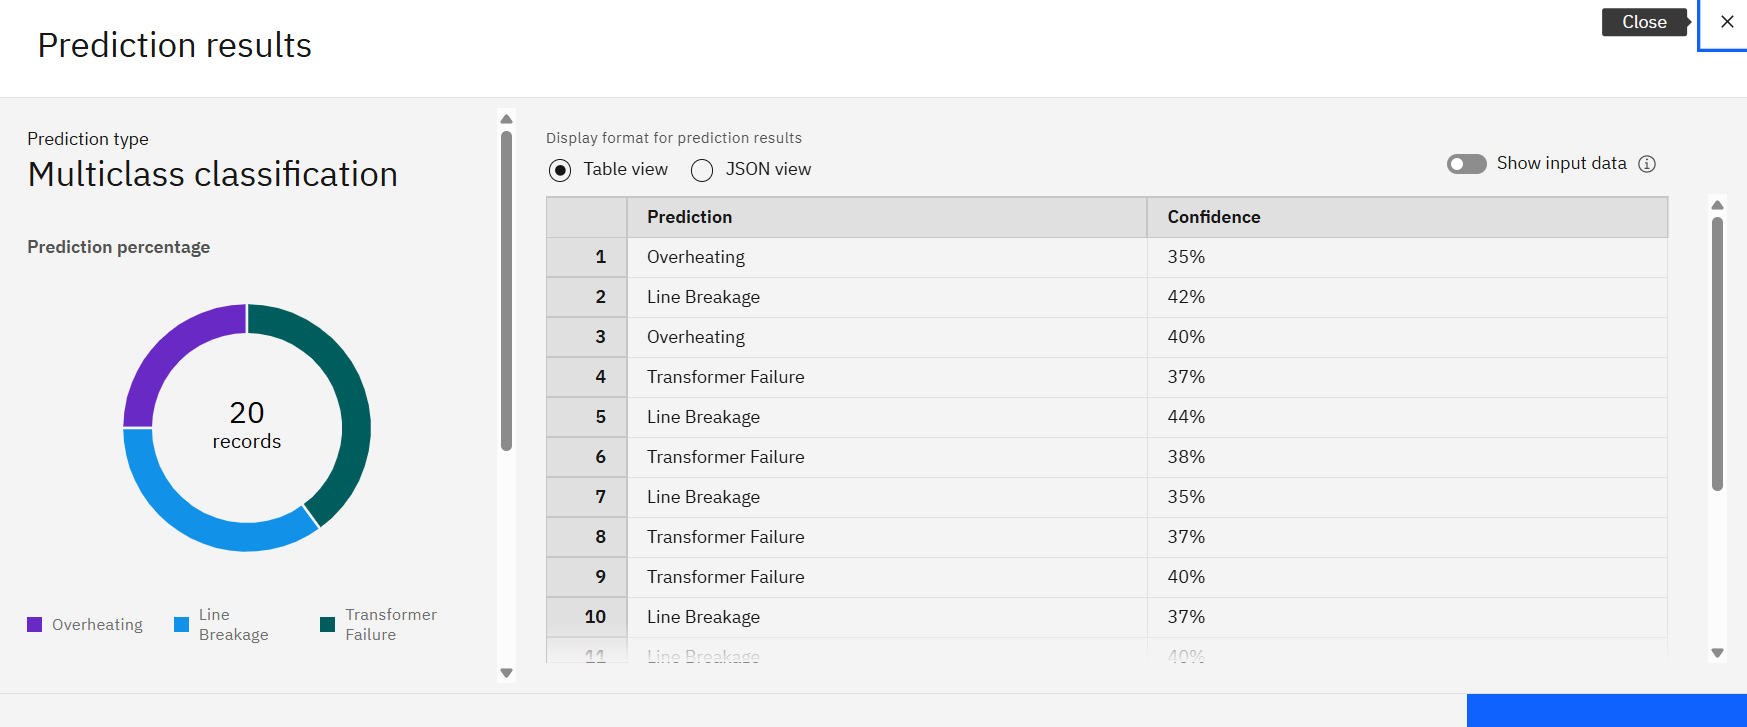 Close
Prediction results
Prediction type
Multiclass classification
Prediction percentage
20
records
Overheating
Line
Breakage
Transformer
Failure
Display format for prediction results
Table view
JSON view
Show input data
Prediction Confidence
1 Overheating 35%
2 Line Breakage 42%
3 Overheating 40%
4 Transformer Failure 37%
5 Line Breakage 44%
6 Transformer Failure 38%
7 Line Breakage 35%
8 Transformer Failure 37%
9 Transformer Failure 40%
10 Line Breakage 37%
11 Line Breakage 40%